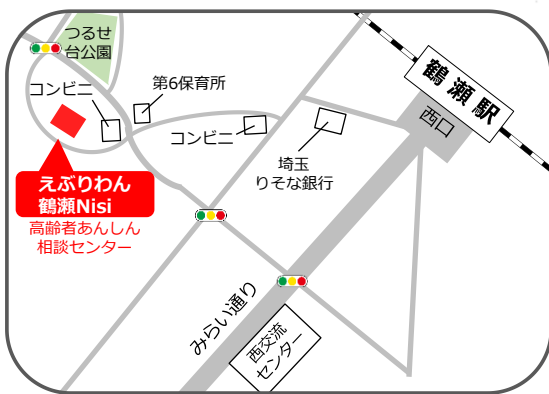 つるせ
台公園
第6保育所
コンビニ
コンビニ
鶴瀬駅
西口
埼玉
りそな銀行
えぶりわん
鶴瀬Nisi
高齢者あんしん
相談センター
みらい通り
西交流
センター